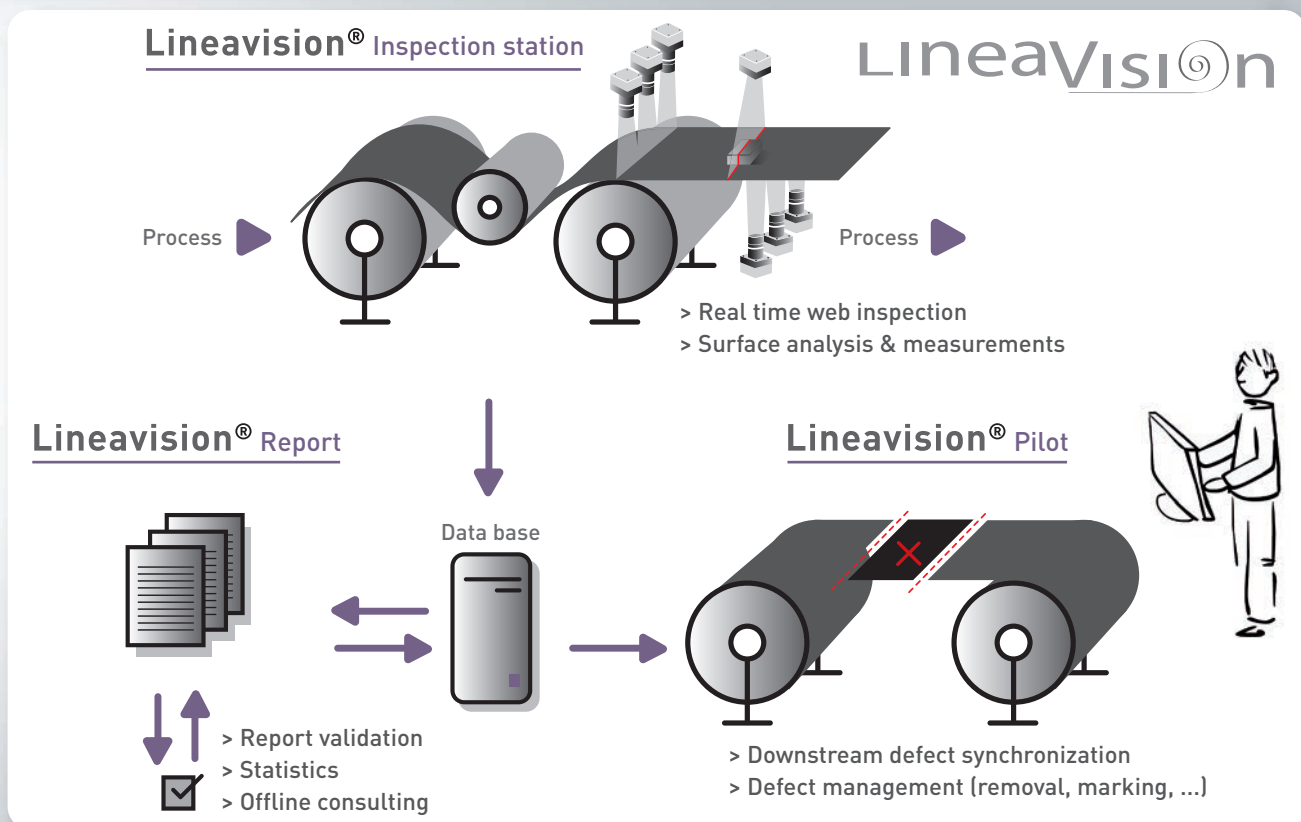 Lineavision® Inspection station
LineaVision
Process
Process
> Real time web inspection
> Surface analysis & measurements
Lineavision® Report
Lineavision® Pilot
Data base
> Report validation
> Statistics
> Offline consulting
> Downstream defect synchronization
> Defect management (removal, marking, ...)